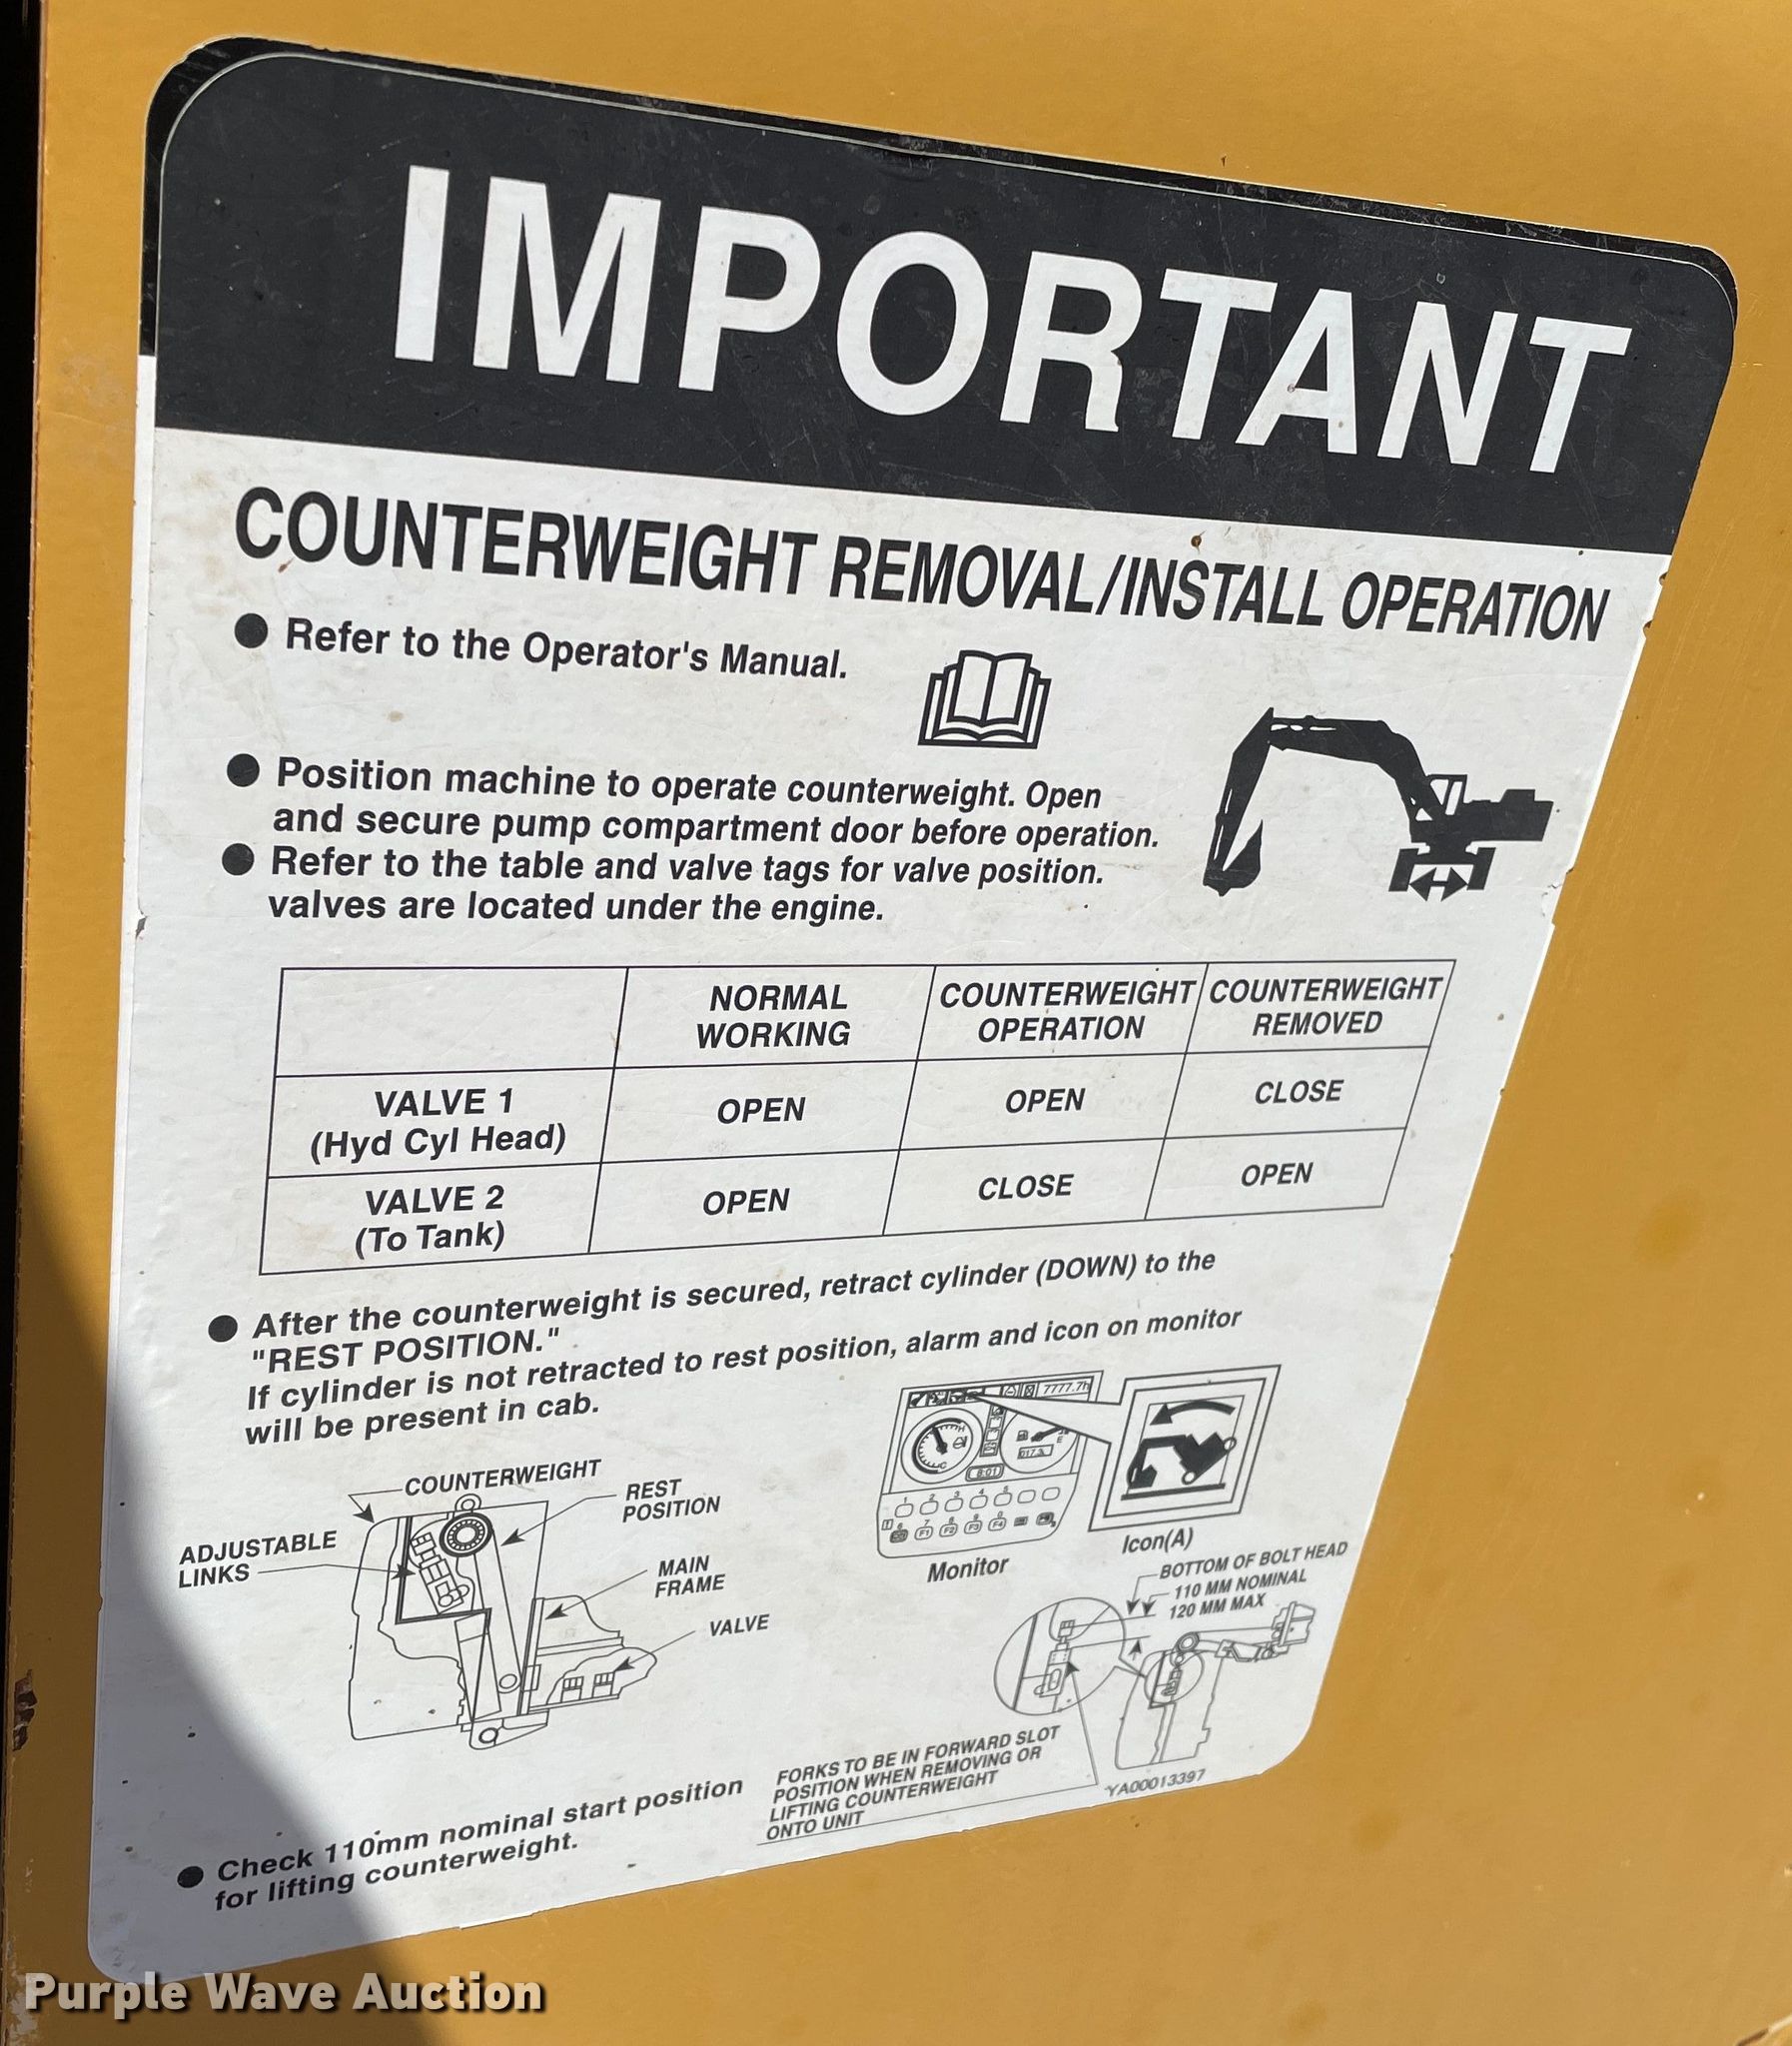 IMPORTANT
COUNTERWEIGHT REMOVAL/INSTALL OPERATION
● Refer to the Operator's Manual.
● Position machine to operate counterweight. Open
and secure pump compartment door before operation.
● Refer to the table and valve tags for valve position.
valves are located under the engine.
NORMAL WORKING COUNTERWEIGHT OPERATION COUNTERWEIGHT REMOVED
VALVE 1 (Hyd Cyl Head) OPEN OPEN CLOSE
VALVE 2 (To Tank) OPEN CLOSE OPEN
● After the counterweight is secured, retract cylinder (DOWN) to the
"REST POSITION."
If cylinder is not retracted to rest position, alarm and icon on monitor
will be present in cab.
COUNTERWEIGHT
REST
POSITION
ADJUSTABLE
LINKS
MAIN
FRAME
VALVE
7777.7h
8:01
Monitor
Icon(A)
BOTTOM OF BOLT HEAD
110 MM NOMINAL
120 MM MAX
FORKS TO BE IN FORWARD SLOT
POSITION WHEN REMOVING OR
LIFTING COUNTERWEIGHT
ONTO UNIT
YA00013397
● Check 110mm nominal start position
for lifting counterweight.
Purple Wave Auction